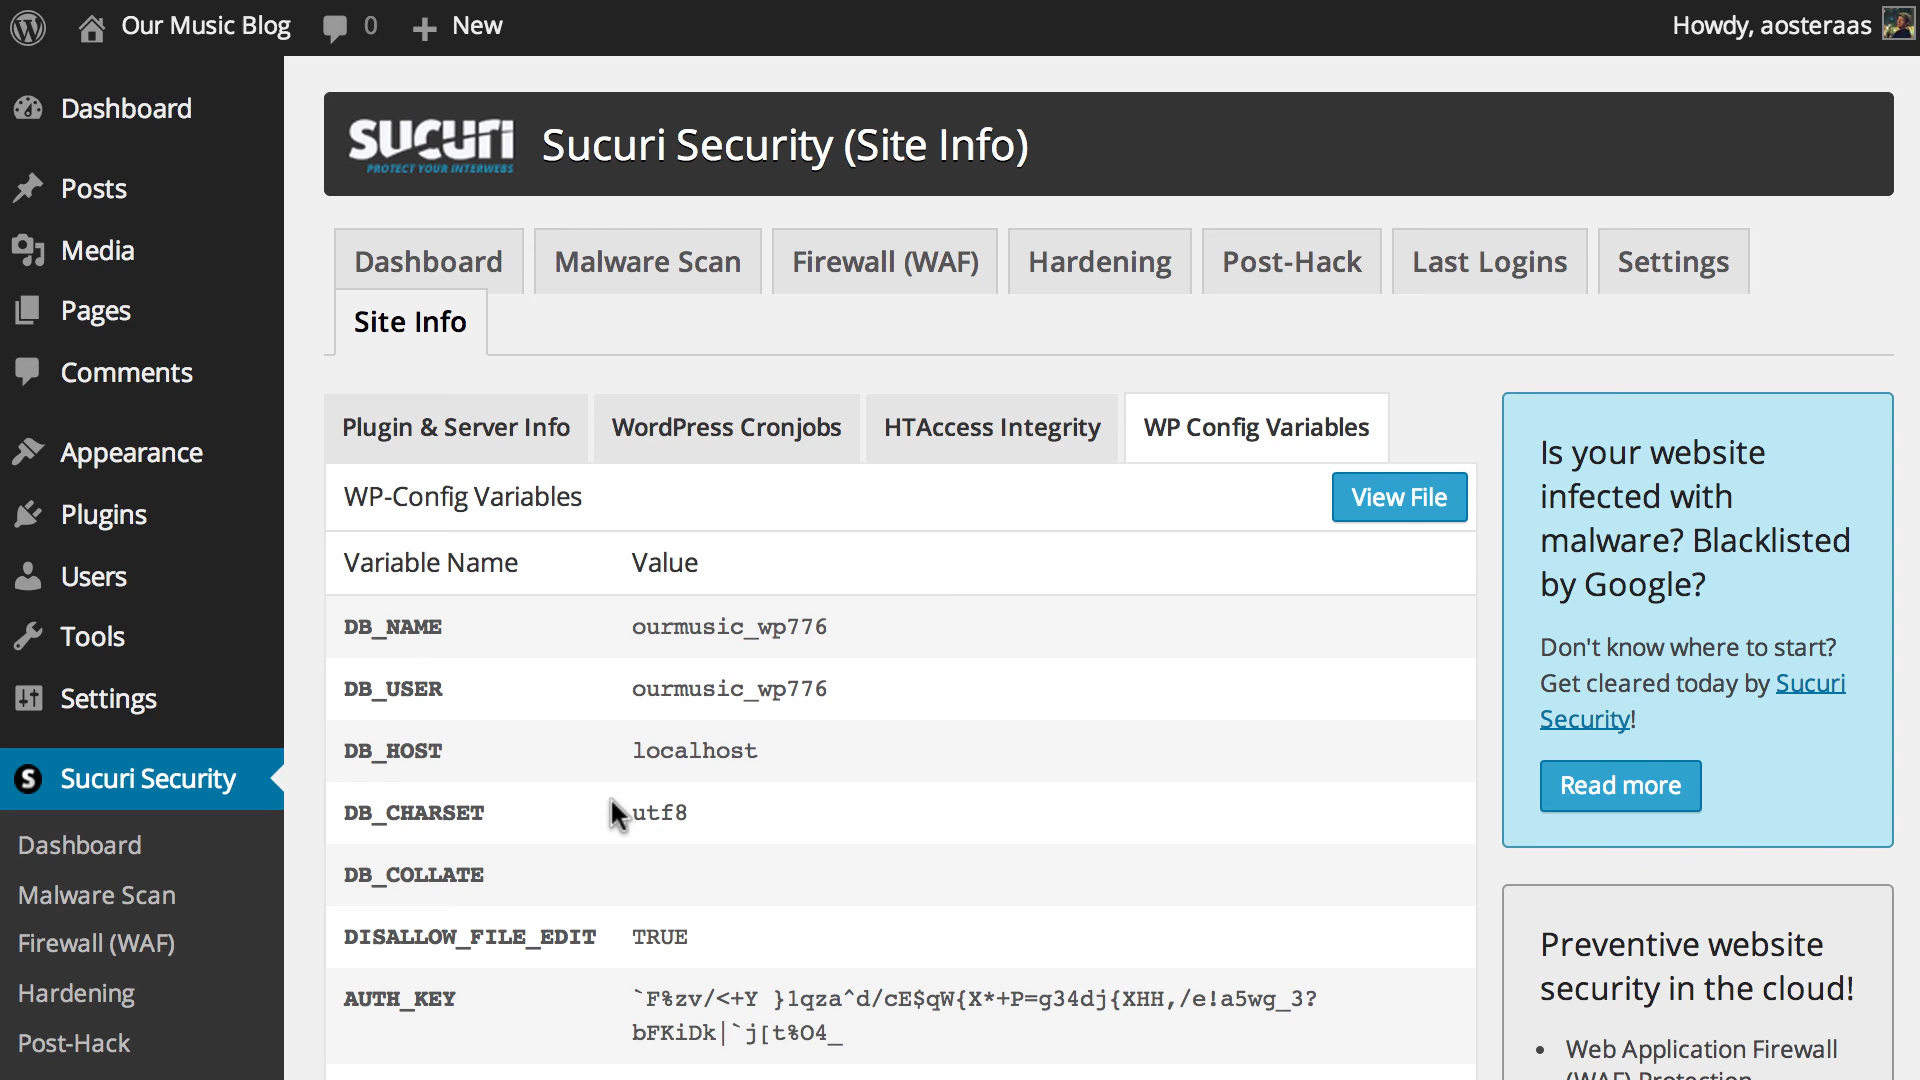 Our Music Blog
0
New
Howdy, aosteraas
Dashboard
Posts
Media
Pages
Comments
Appearance
Plugins
Users
Tools
Settings
Sucuri Security
Dashboard
Malware Scan
Firewall (WAF)
Hardening
Post-Hack
SUCURI
PROTECT YOUR INTERWEBS
Sucuri Security (Site Info)
Dashboard
Malware Scan
Firewall (WAF)
Hardening
Post-Hack
Last Logins
Settings
Site Info
Plugin & Server Info
WordPress Cronjobs
HTAccess Integrity
WP Config Variables
WP-Config Variables
View File
Variable Name Value
DB_NAME ourmusic_wp776
DB_USER ourmusic_wp776
DB_HOST localhost
DB_CHARSET utf8
DB_COLLATE
DISALLOW_FILE_EDIT TRUE
AUTH_KEY `F%zv/<+Y }1qza^d/cE$qW{X*+P=g34dj{XHH,/e!a5wg_3?
bFKiDk|`j[t%O4_
Is your website
infected with
malware? Blacklisted
by Google?
Don't know where to start?
Get cleared today by Sucuri
Security!
Read more
Preventive website
security in the cloud!
• Web Application Firewall
(WAF) Protection